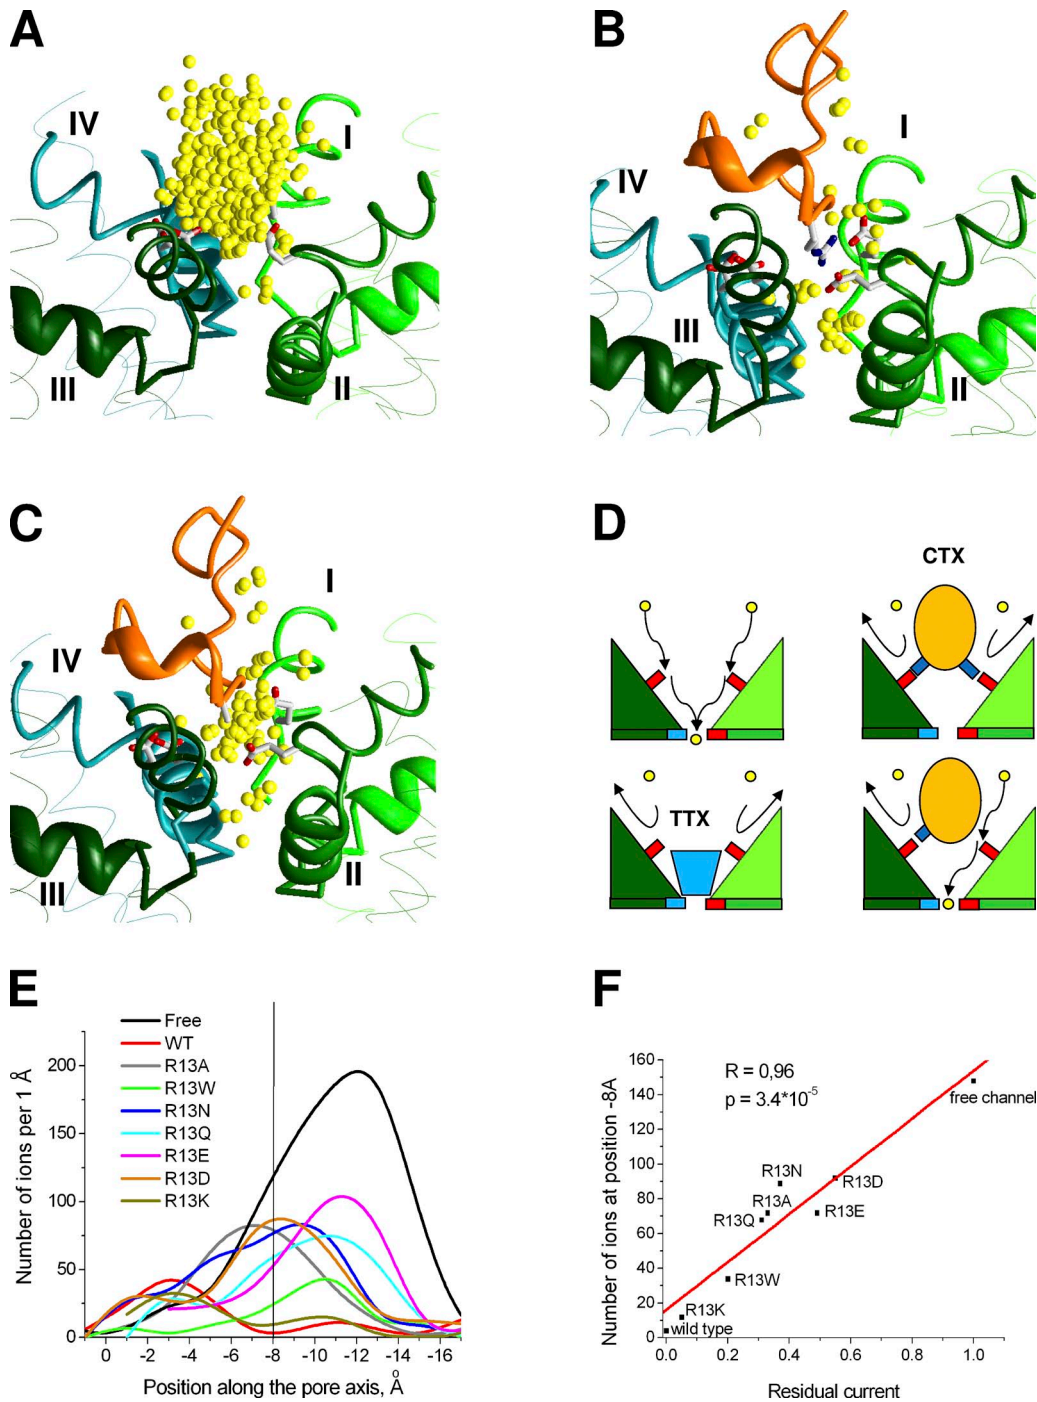 A
IV
I
III
II
B
I
IV
III
II
C
I
IV
III
II
D
CTX
TTX
E
Free
WT
R13A
R13W
R13N
R13Q
R13E
R13D
R13K
Number of ions per 1 Å
200
150
100
50
0
0 -2 -4 -6 -8 -10 -12 -14 -16
Position along the pore axis, Å
F
R = 0,96
p = 3.4*10⁻⁵
free channel
R13N
R13D
R13A
R13Q
R13E
R13W
R13K
wild type
Number of ions at position -8A
160
140
120
100
80
60
40
20
0
0.0 0.2 0.4 0.6 0.8 1.0
Residual current